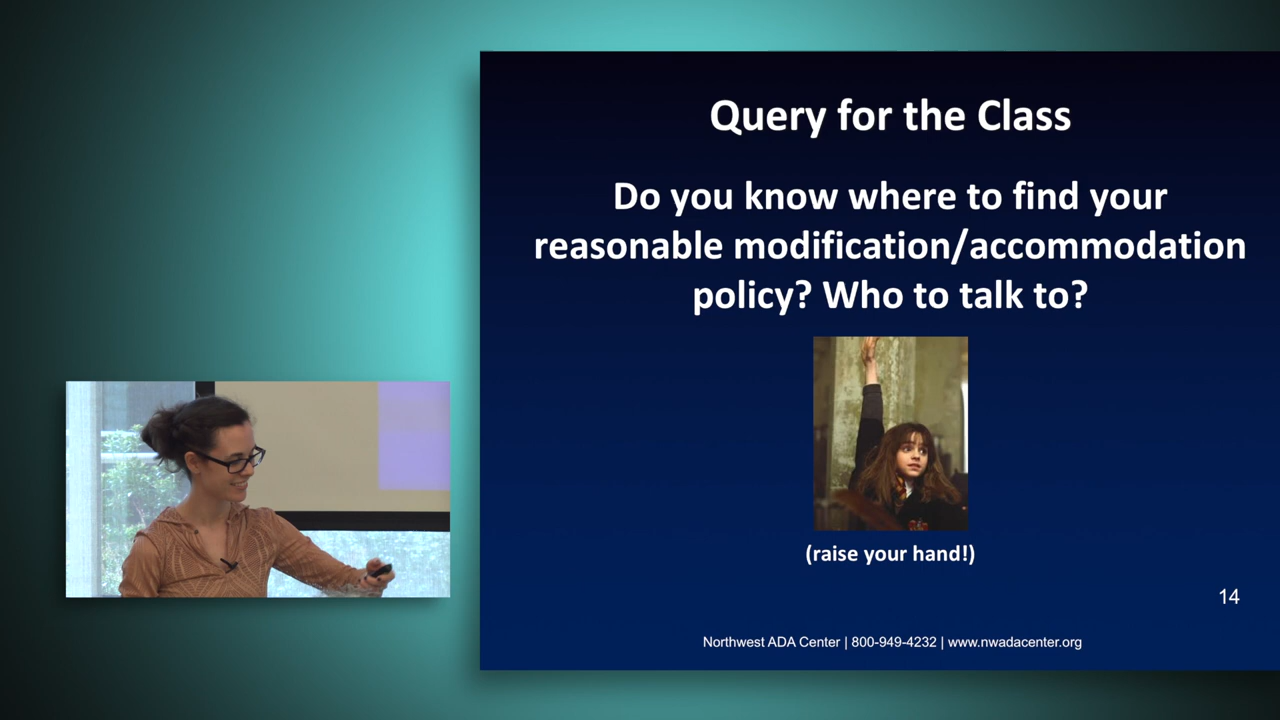 Query for the Class
Do you know where to find your
reasonable modification/accommodation
policy? Who to talk to?
(raise your hand!)
14
Northwest ADA Center | 800-949-4232 | www.nwadacenter.org